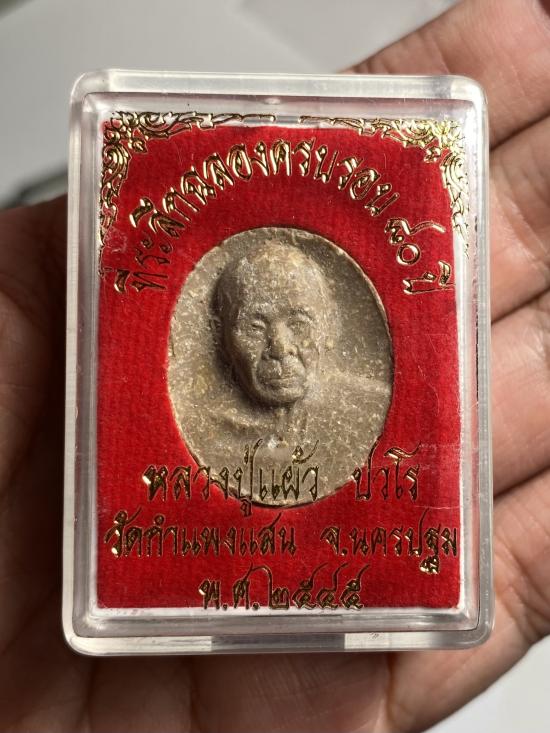 ที่ระลึกฉลองครบรอบ ๘๐ ปี
หลวงปู่แผ้ว ปวโร
วัดกำแพงแสน จ.นครปฐม
พ.ศ. ๒๕๔๕